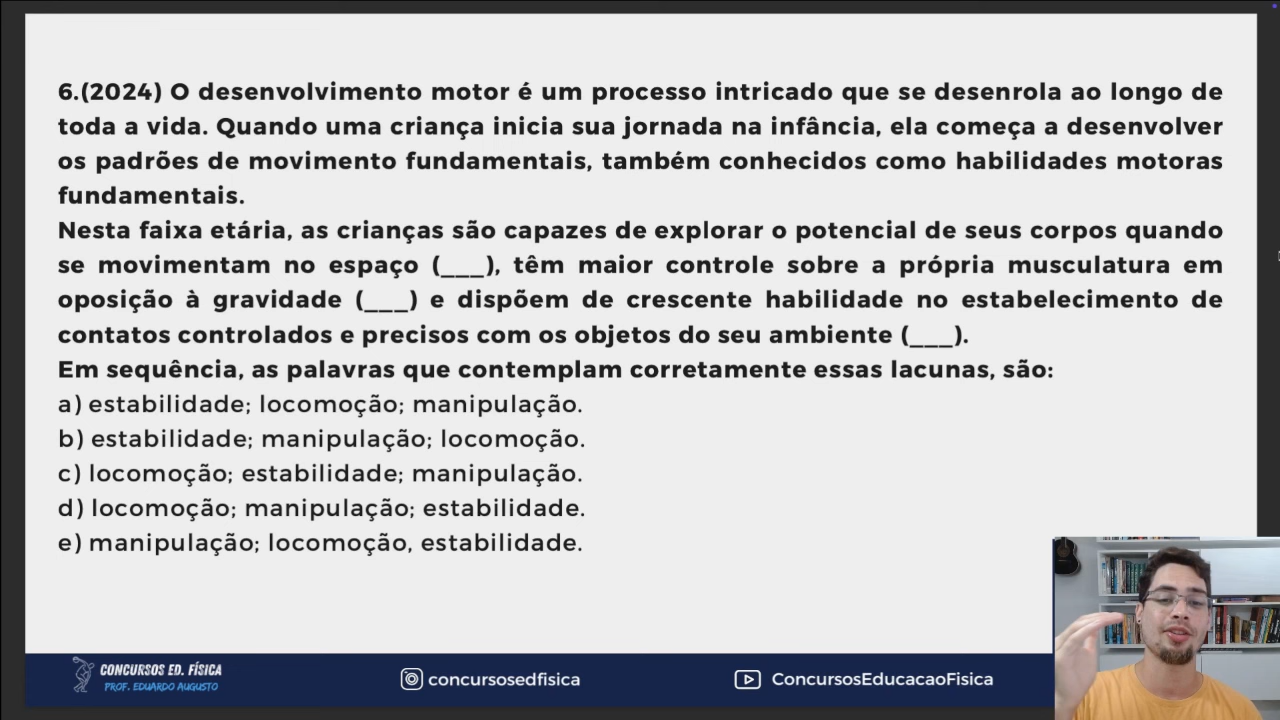 6.(2024) O desenvolvimento motor é um processo intricado que se desenrola ao longo de
toda a vida. Quando uma criança inicia sua jornada na infância, ela começa a desenvolver
os padrões de movimento fundamentais, também conhecidos como habilidades motoras
fundamentais.
Nesta faixa etária, as crianças são capazes de explorar o potencial de seus corpos quando
se movimentam no espaço (___), têm maior controle sobre a própria musculatura em
oposição à gravidade (___) e dispõem de crescente habilidade no estabelecimento de
contatos controlados e precisos com os objetos do seu ambiente (___).
Em sequência, as palavras que contemplam corretamente essas lacunas, são:
a) estabilidade; locomoção; manipulação.
b) estabilidade; manipulação; locomoção.
c) locomoção; estabilidade; manipulação.
d) locomoção; manipulação; estabilidade.
e) manipulação; locomoção, estabilidade.
CONCURSOS ED. FÍSICA
PROF. EDUARDO AUGUSTO
concursosedfisica
ConcursosEducacaoFisica